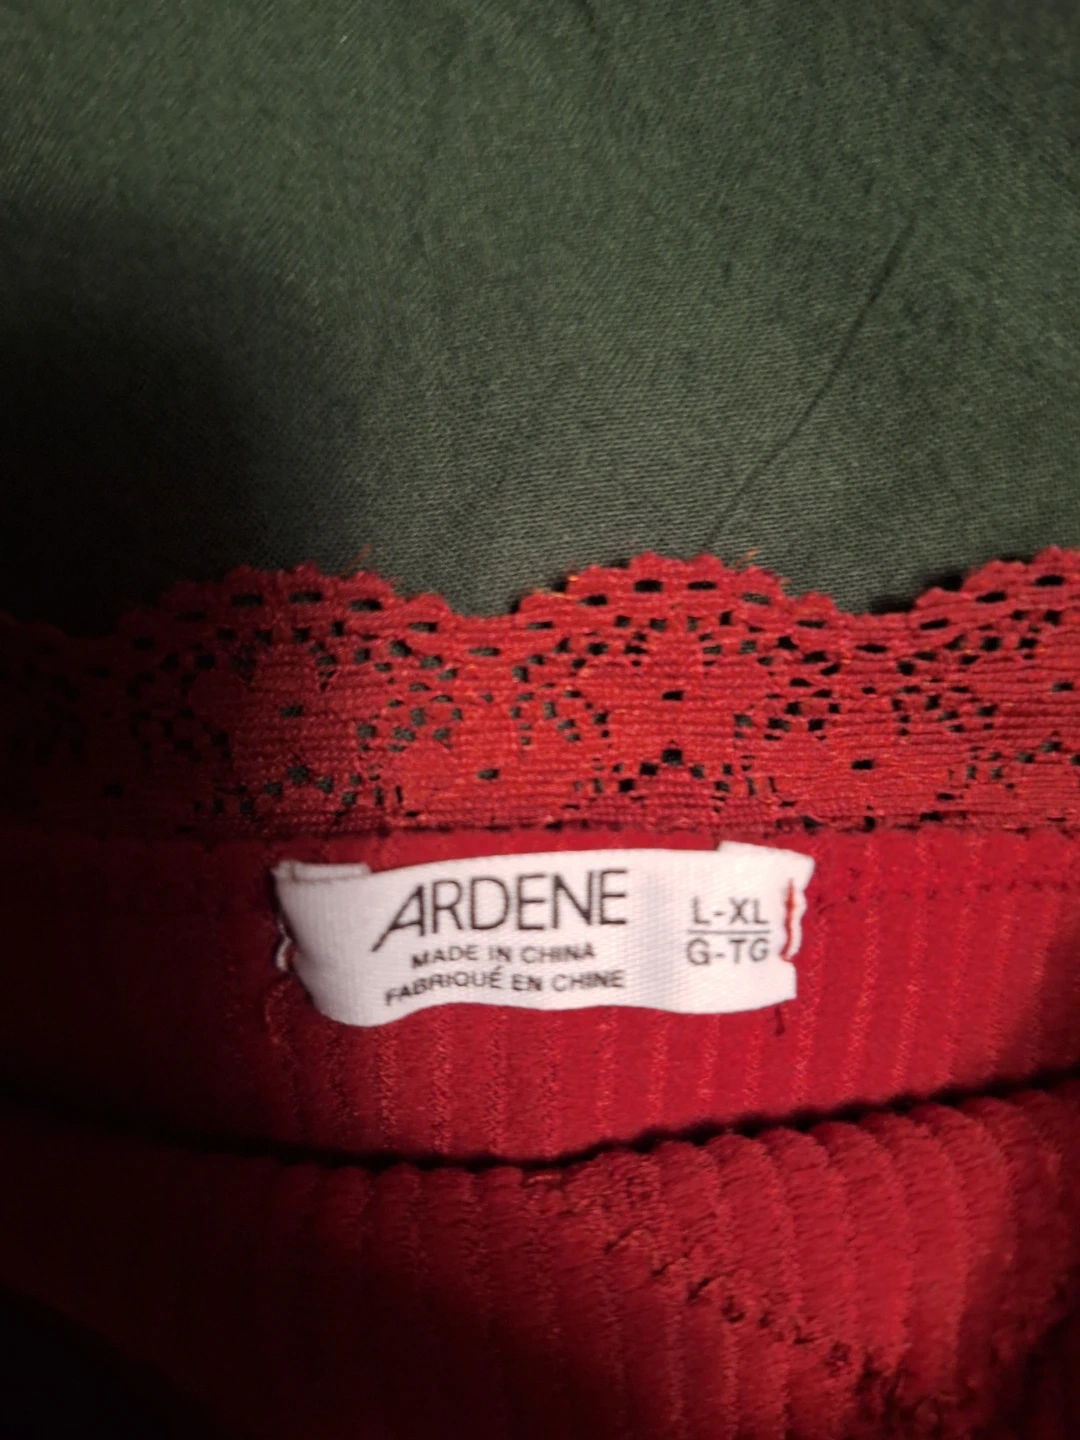 ARDENE
MADE IN CHINA
FABRIQUÉ EN CHINE
L-XL
G-TG